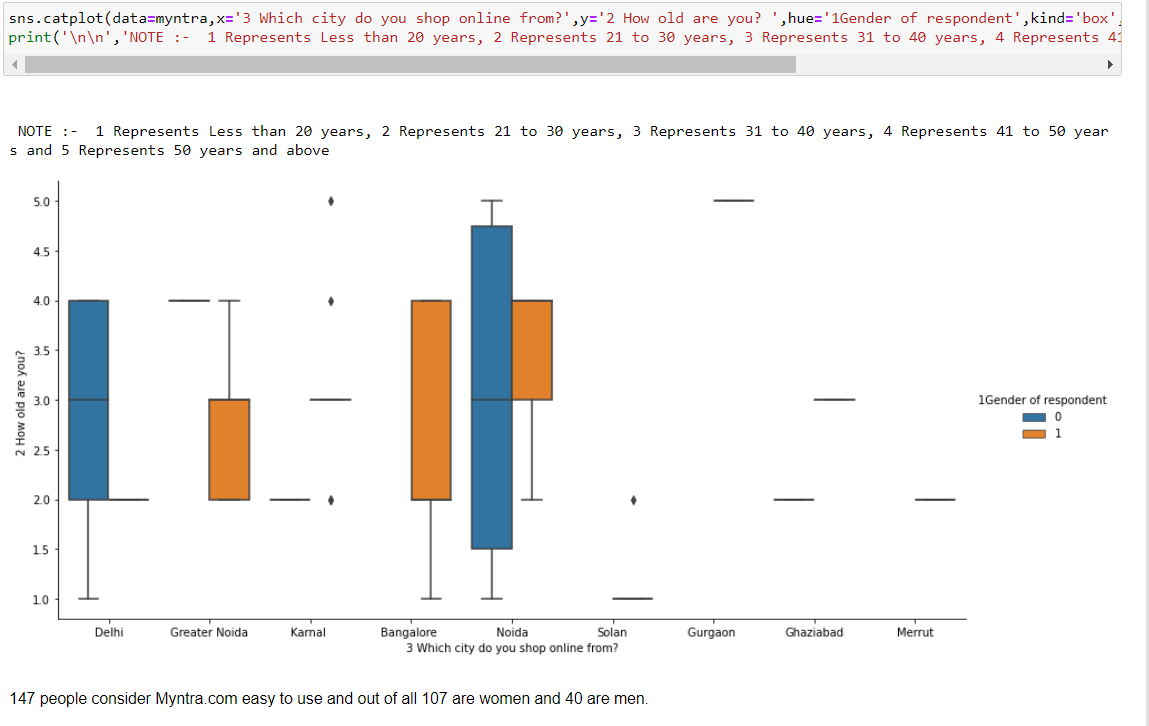 sns.catplot(data=myntra,x='3 Which city do you shop online from?',y='2 How old are you? ',hue='1Gender of respondent',kind='box',
print('\n\n','NOTE :-  1 Represents Less than 20 years, 2 Represents 21 to 30 years, 3 Represents 31 to 40 years, 4 Represents 41
NOTE :-  1 Represents Less than 20 years, 2 Represents 21 to 30 years, 3 Represents 31 to 40 years, 4 Represents 41 to 50 year
s and 5 Represents 50 years and above
2 How old are you?
5.0
4.5
4.0
3.5
3.0
2.5
2.0
1.5
1.0
Delhi Greater Noida Karnal Bangalore Noida Solan Gurgaon Ghaziabad Merrut
3 Which city do you shop online from?
1Gender of respondent
0
1
147 people consider Myntra.com easy to use and out of all 107 are women and 40 are men.